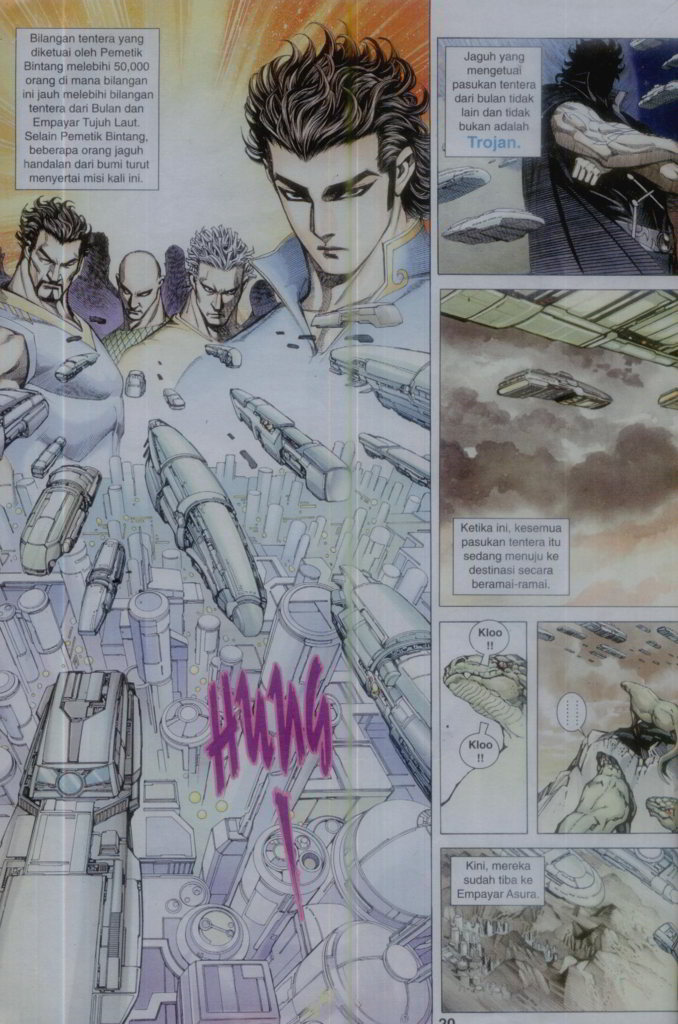 Bilangan tentera yang
diketuai oleh Pemetik
Bintang melebihi 50,000
orang di mana bilangan
ini jauh melebihi bilangan
tentera dari Bulan dan
Empayar Tujuh Laut.
Selain Pemetik Bintang,
beberapa orang jaguh
handalan dari bumi turut
menyertai misi kali ini.
HUNG
Jaguh yang
mengetuai
pasukan tentera
dari bulan tidak
lain dan tidak
bukan adalah
Trojan.
Ketika ini, kesemua
pasukan tentera itu
sedang menuju ke
destinasi secara
beramai-ramai.
Kloo
!!
Kloo
!!
Kini, mereka
sudah tiba ke
Empayar Asura.